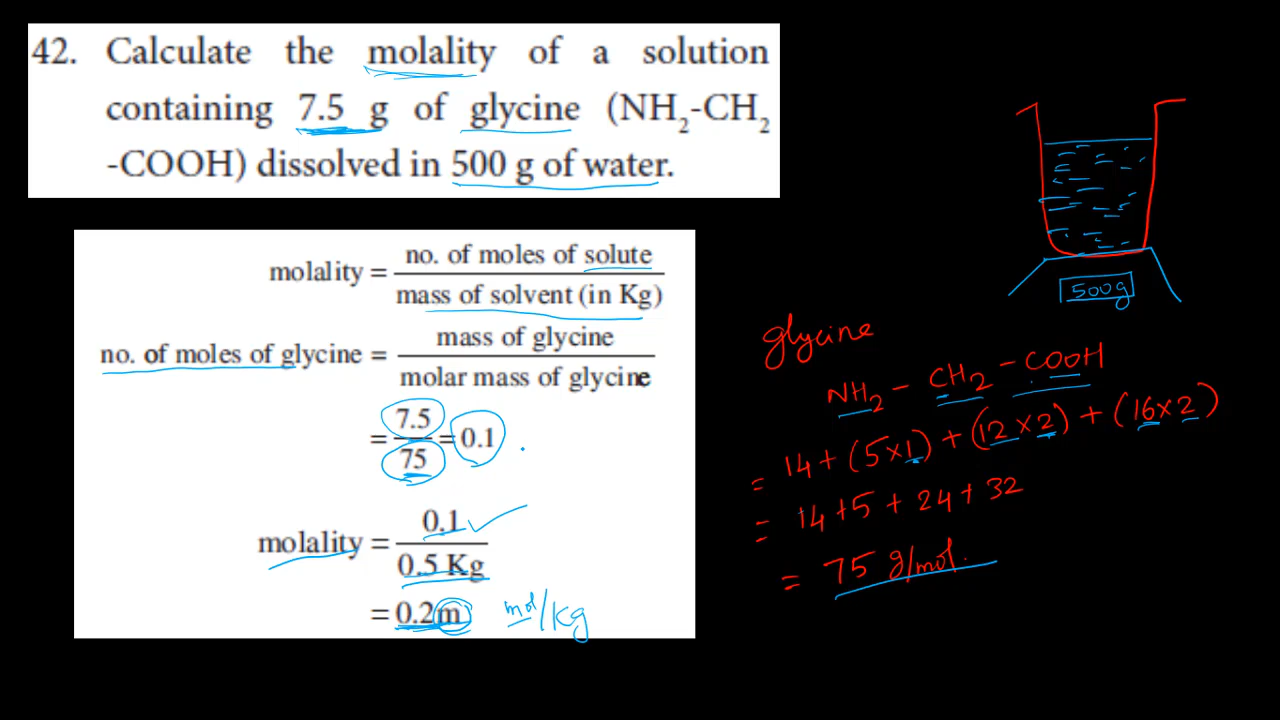 42. Calculate the molality of a solution
containing 7.5 g of glycine (NH₂-CH₂
-COOH) dissolved in 500 g of water.
molality = no. of moles of solute / mass of solvent (in Kg)
no. of moles of glycine = mass of glycine / molar mass of glycine
= 7.5 / 75 = 0.1
molality = 0.1 / 0.5 Kg
= 0.2m mol/Kg
500g
glycine
NH₂ - CH₂ - COOH
= 14 + (5×1) + (12×2) + (16×2)
= 14 + 5 + 24 + 32
= 75 g/mol.